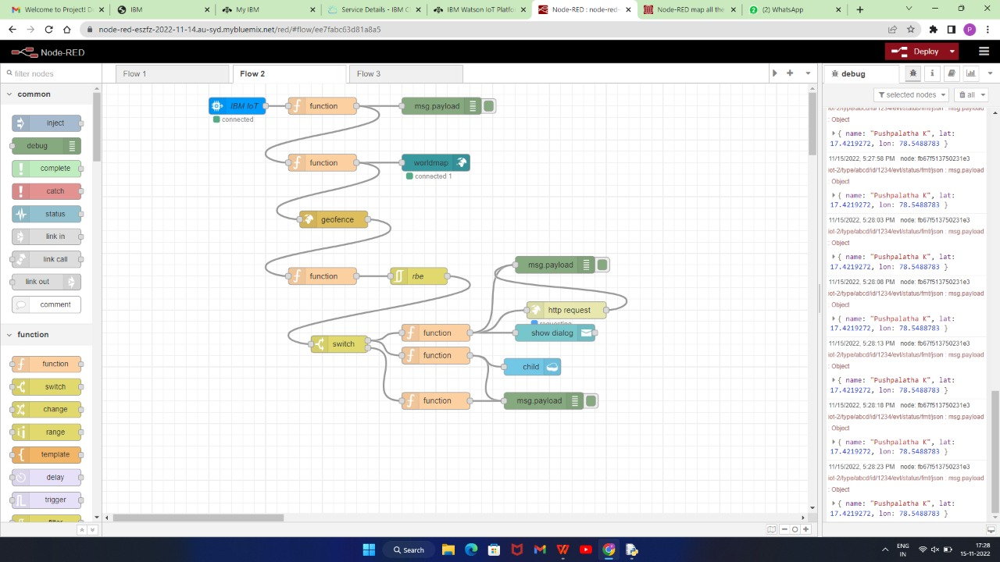 Welcome to Project! D
IBM
My IBM
Service Details - IBM C
IBM Watson IoT Platfo
Node-RED : node-red-
Node-RED map all the
(2) WhatsApp
node-red-eszfz-2022-11-14.au-syd.mybluemix.net/red/#flow/ee7fabc63d81a8a5
P
Node-RED
Deploy
filter nodes
Flow 1
Flow 2
Flow 3
debug
common
inject
debug
complete
catch
status
link in
link call
link out
comment
function
function
switch
change
range
template
delay
trigger
IBM IoT
connected
function
msg.payload
function
worldmap
connected 1
geofence
function
rbe
msg.payload
http request
requesting
switch
function
show dialog
function
child
function
msg.payload
selected nodes
all
iot-2/type/abcd/id/1234/evt/status/fmt/json : msg.payload
: Object
{ name: "Pushpalatha K", lat:
17.4219272, lon: 78.5488783 }
11/15/2022, 5:27:58 PM node: fb67f513750231e3
iot-2/type/abcd/id/1234/evt/status/fmt/json : msg.payload
: Object
{ name: "Pushpalatha K", lat:
17.4219272, lon: 78.5488783 }
11/15/2022, 5:28:03 PM node: fb67f513750231e3
iot-2/type/abcd/id/1234/evt/status/fmt/json : msg.payload
: Object
{ name: "Pushpalatha K", lat:
17.4219272, lon: 78.5488783 }
11/15/2022, 5:28:08 PM node: fb67f513750231e3
iot-2/type/abcd/id/1234/evt/status/fmt/json : msg.payload
: Object
{ name: "Pushpalatha K", lat:
17.4219272, lon: 78.5488783 }
11/15/2022, 5:28:13 PM node: fb67f513750231e3
iot-2/type/abcd/id/1234/evt/status/fmt/json : msg.payload
: Object
{ name: "Pushpalatha K", lat:
17.4219272, lon: 78.5488783 }
11/15/2022, 5:28:18 PM node: fb67f513750231e3
iot-2/type/abcd/id/1234/evt/status/fmt/json : msg.payload
: Object
{ name: "Pushpalatha K", lat:
17.4219272, lon: 78.5488783 }
11/15/2022, 5:28:23 PM node: fb67f513750231e3
iot-2/type/abcd/id/1234/evt/status/fmt/json : msg.payload
: Object
{ name: "Pushpalatha K", lat:
17.4219272, lon: 78.5488783 }
Search
ENG
IN
17:28
15-11-2022